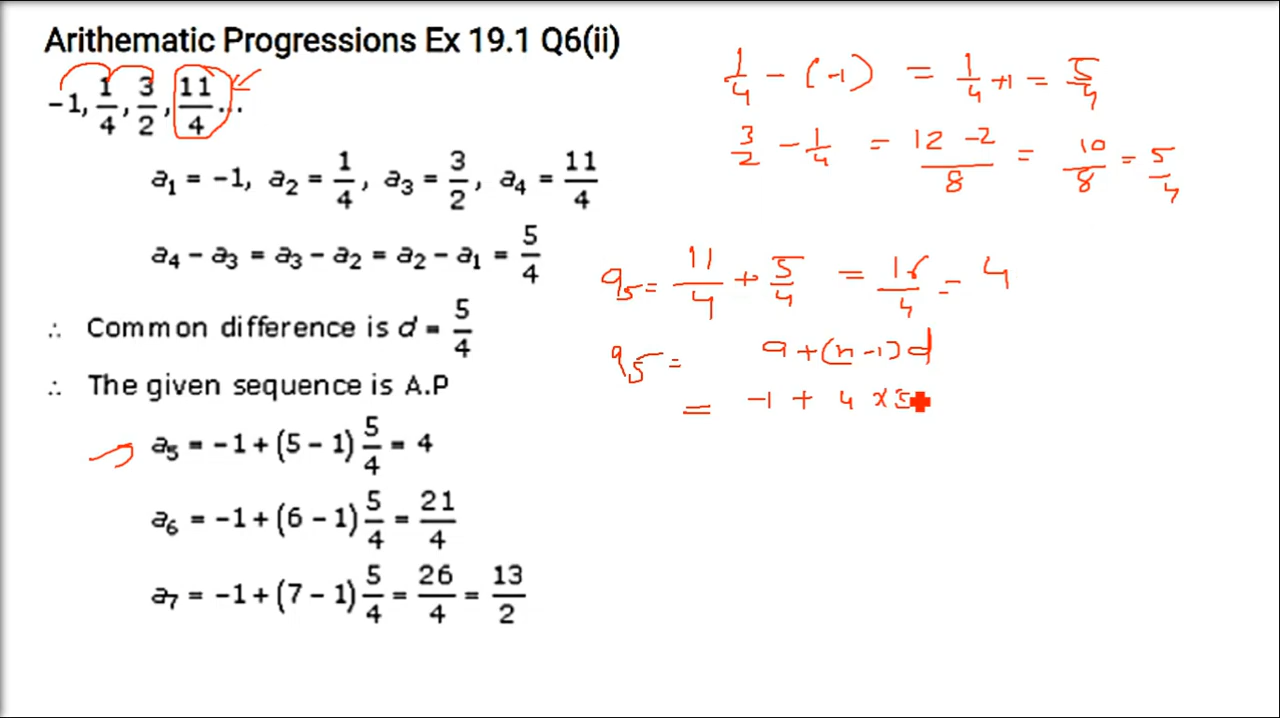 Arithematic Progressions Ex 19.1 Q6(ii)
-1, 1/4, 3/2, 11/4 ...
a₁ = -1, a₂ = 1/4, a₃ = 3/2, a₄ = 11/4
a₄ - a₃ = a₃ - a₂ = a₂ - a₁ = 5/4
∴ Common difference is d = 5/4
∴ The given sequence is A.P
a₅ = -1 + (5 - 1) 5/4 = 4
a₆ = -1 + (6 - 1) 5/4 = 21/4
a₇ = -1 + (7 - 1) 5/4 = 26/4 = 13/2
1/4 - (-1) = 1/4 + 1 = 5/4
3/2 - 1/4 = 12 - 2/8 = 10/8 = 5/4
a₅ = 11/4 + 5/4 = 16/4 = 4
a₅ = a + (n - 1) d
= -1 + 4 × 5